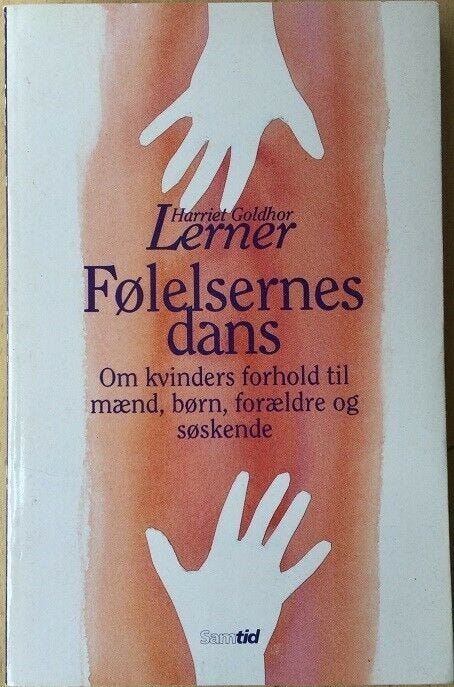 Harriet Goldhor
Lerner
Følelsernes
dans
Om kvinders forhold til
mænd, børn, forældre og
søskende
Samtid